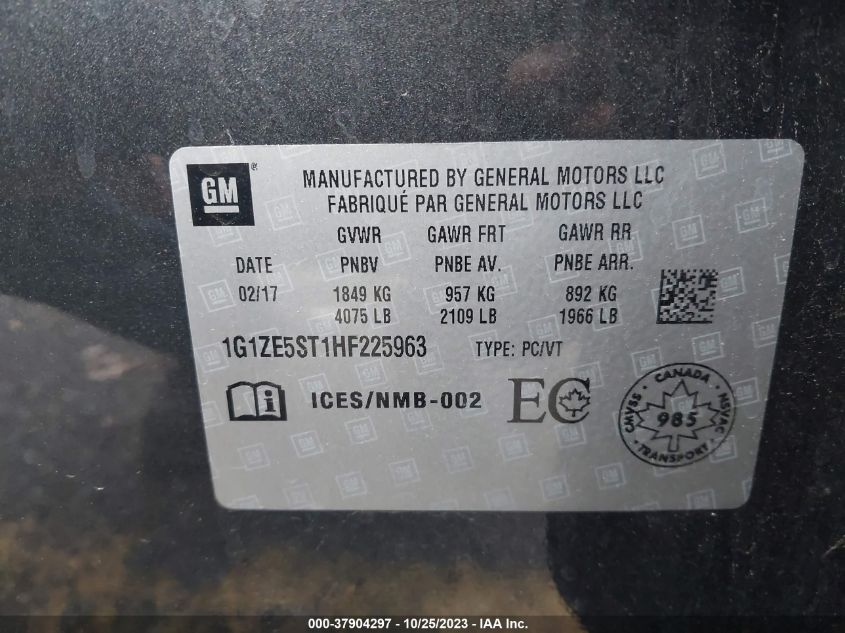 GM
MANUFACTURED BY GENERAL MOTORS LLC
FABRIQUÉ PAR GENERAL MOTORS LLC
GVWR GAWR FRT GAWR RR
DATE PNBV PNBE AV. PNBE ARR.
02/17 1849 KG 957 KG 892 KG
4075 LB 2109 LB 1966 LB
1G1ZE5ST1HF225963 TYPE: PC/VT
i ICES/NMB-002 EC
CANADA
CMVSS 985 NSVAC
TRANSPORT
000-37904297 - 10/25/2023 - IAA Inc.